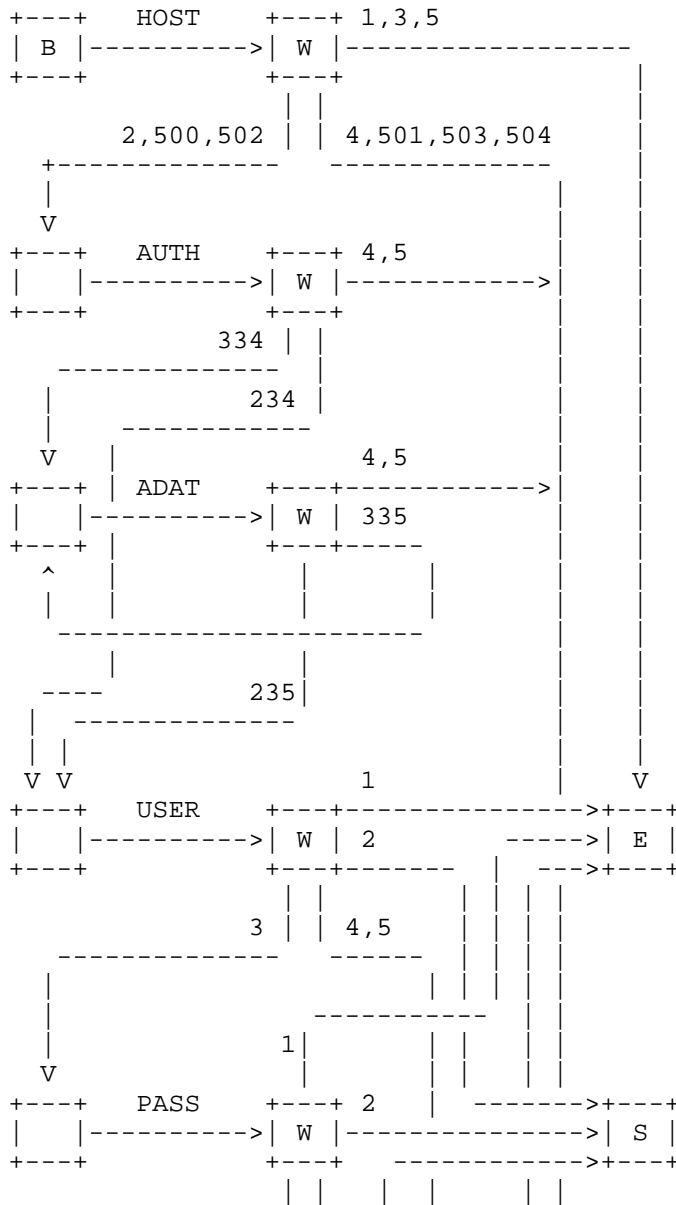 HOST 1,3,5
B W
2,500,502 4,501,503,504
V
AUTH 4,5
W
334
234
V 4,5
ADAT
W 335
235
V V 1 V
USER
W 2 E
3 4,5
1
V
PASS 2
W S